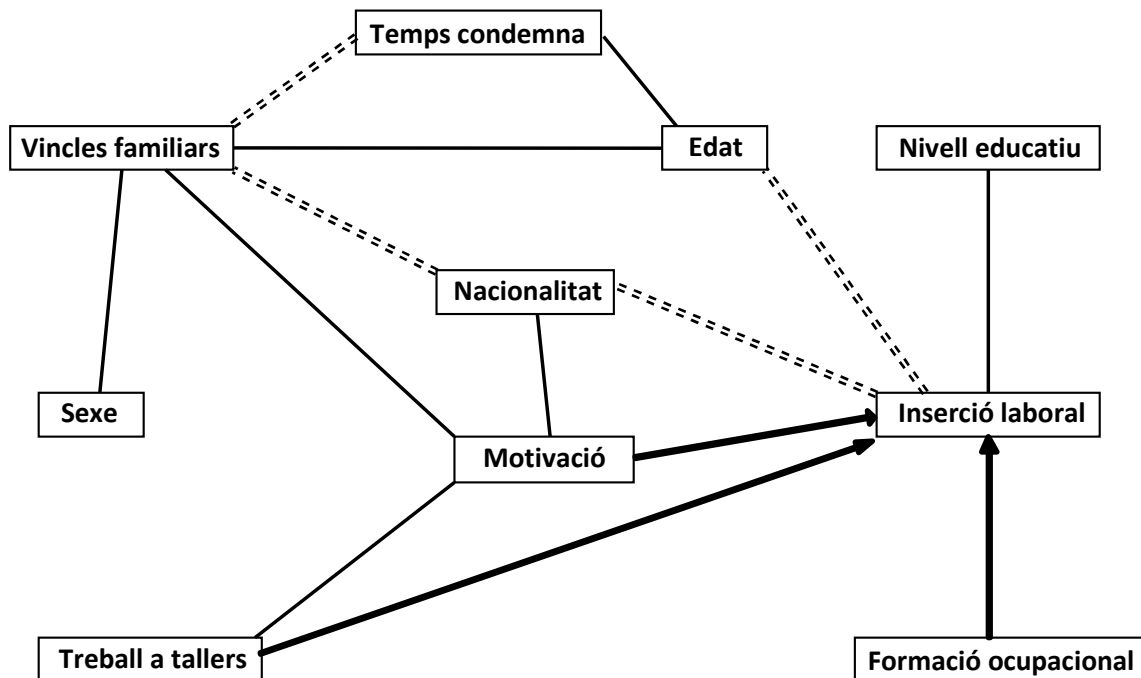 Temps condemna
Vincles familiars
Edat
Nivell educatiu
Nacionalitat
Sexe
Inserció laboral
Motivació
Treball a tallers
Formació ocupacional